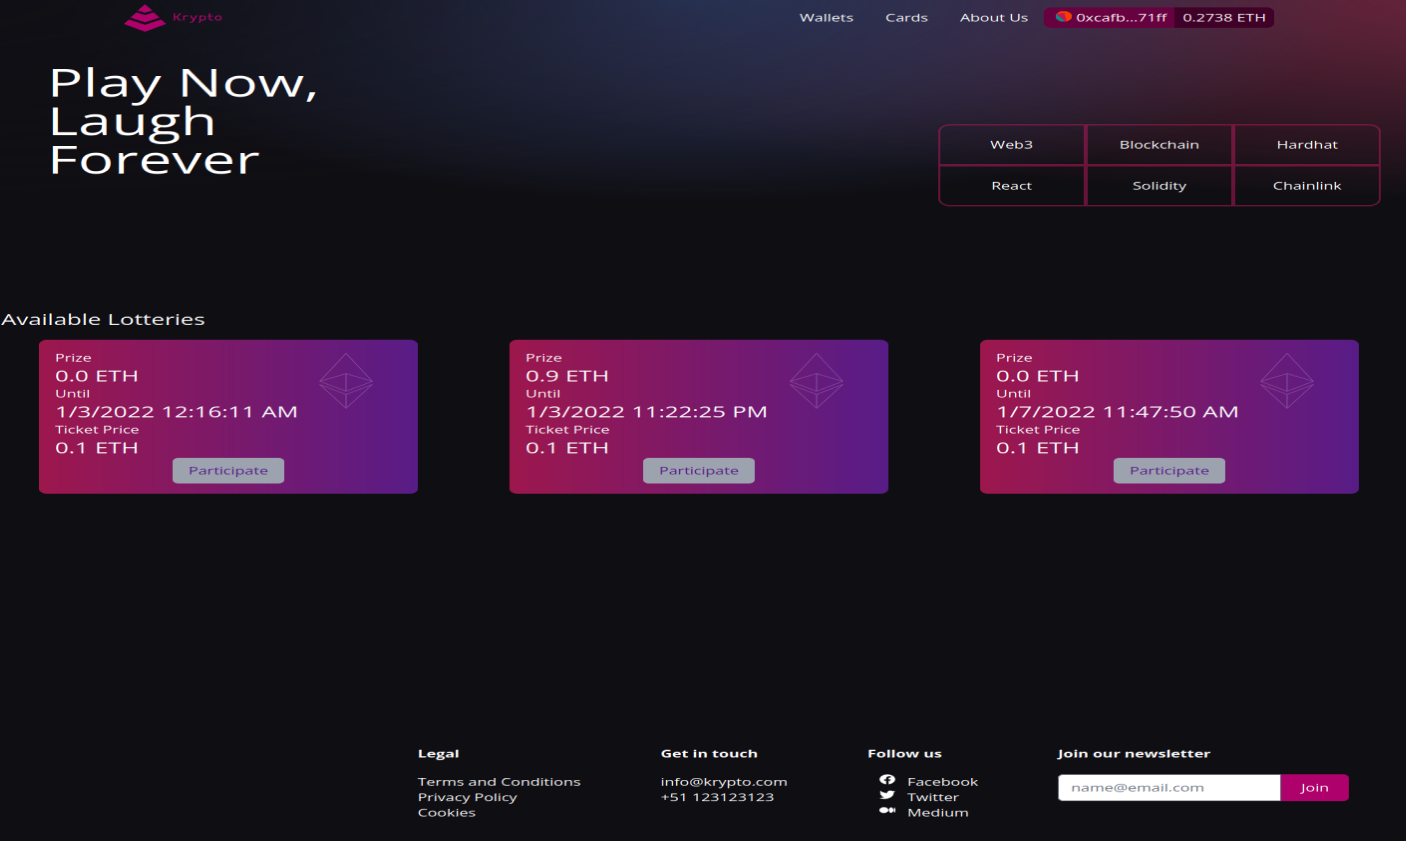 Krypto
Wallets Cards About Us 0xcafb...71ff 0.2738 ETH
Play Now,
Laugh
Forever
Web3 Blockchain Hardhat
React Solidity Chainlink
Available Lotteries
Prize
0.0 ETH
Until
1/3/2022 12:16:11 AM
Ticket Price
0.1 ETH
Participate
Prize
0.9 ETH
Until
1/3/2022 11:22:25 PM
Ticket Price
0.1 ETH
Participate
Prize
0.0 ETH
Until
1/7/2022 11:47:50 AM
Ticket Price
0.1 ETH
Participate
Legal
Terms and Conditions
Privacy Policy
Cookies
Get in touch
info@krypto.com
+51 123123123
Follow us
Facebook
Twitter
Medium
Join our newsletter
name@email.com Join